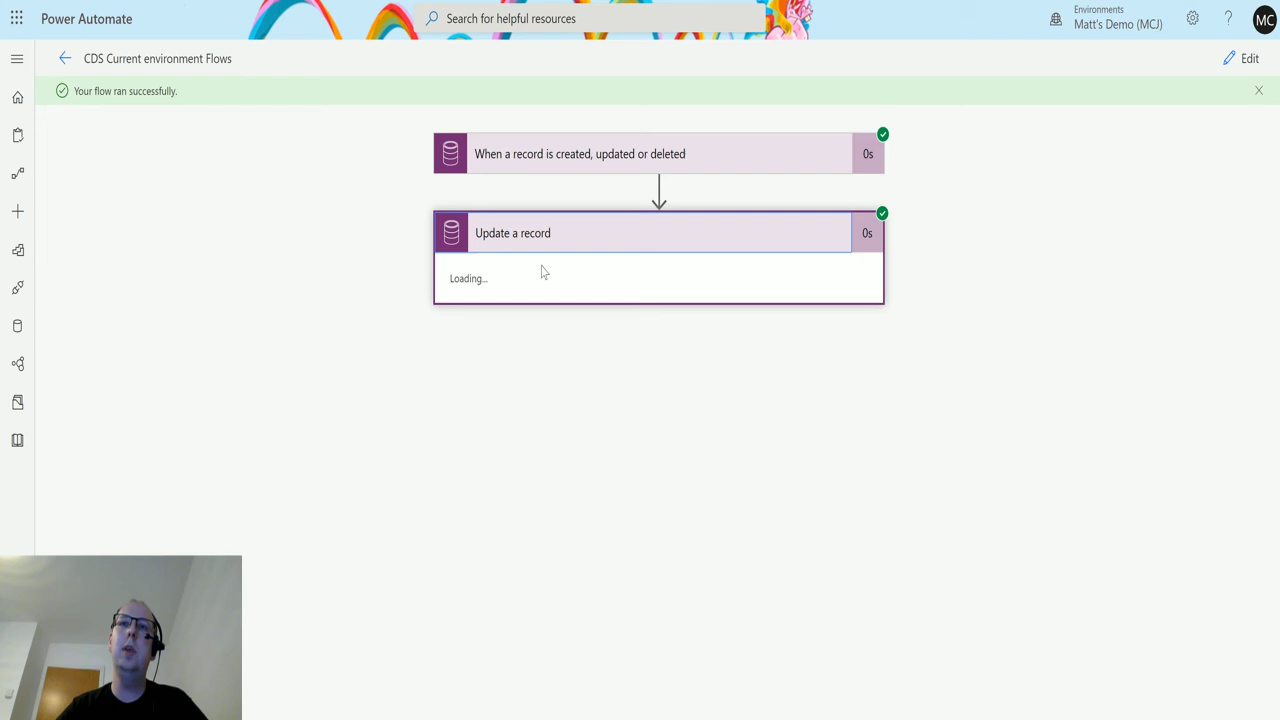 Power Automate
Search for helpful resources
Environments
Matt's Demo (MCJ)
MC
CDS Current environment Flows
Edit
Your flow ran successfully.
When a record is created, updated or deleted
0s
Update a record
0s
Loading...